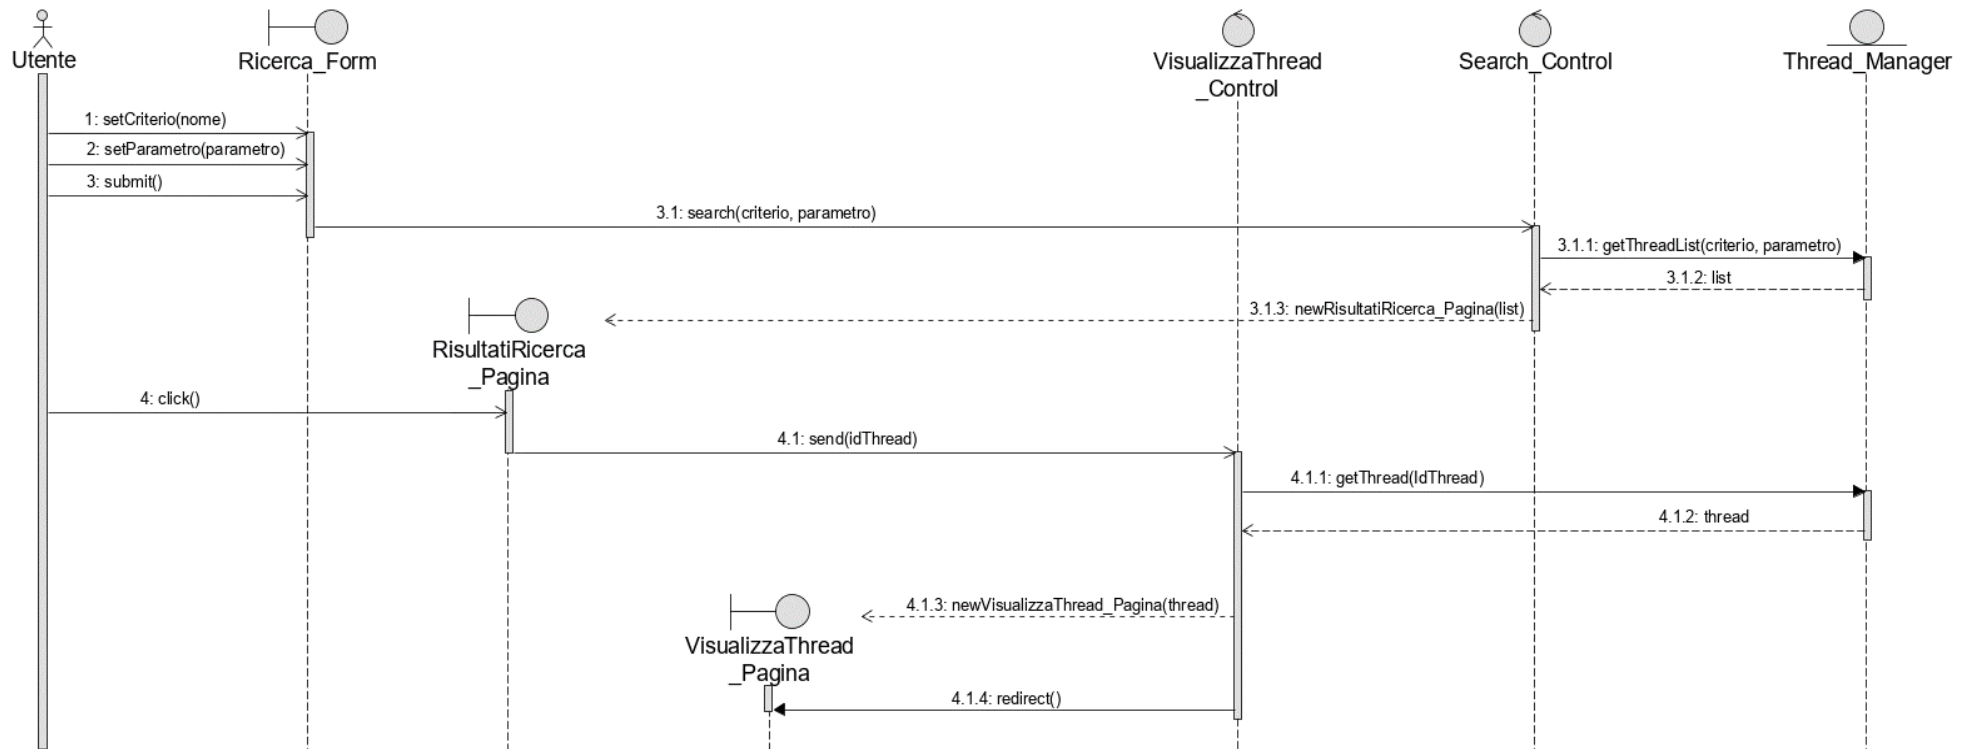 Utente
Ricerca_Form
VisualizzaThread
_Control
Search_Control
Thread_Manager
1: setCriterio(nome)
2: setParametro(parametro)
3: submit()
3.1: search(criterio, parametro)
3.1.1: getThreadList(criterio, parametro)
3.1.2: list
3.1.3: newRisultatiRicerca_Pagina(list)
RisultatiRicerca
_Pagina
4: click()
4.1: send(idThread)
4.1.1: getThread(IdThread)
4.1.2: thread
4.1.3: newVisualizzaThread_Pagina(thread)
VisualizzaThread
_Pagina
4.1.4: redirect()